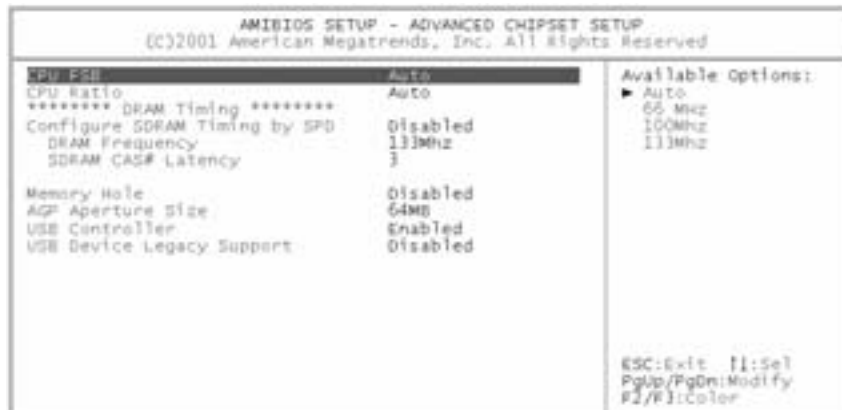 AMIBIOS SETUP - ADVANCED CHIPSET SETUP
(C)2001 American Megatrends, Inc. All Rights Reserved
CPU FSB Auto
CPU Ratio Auto
******** DRAM Timing ********
Configure SDRAM Timing by SPD Disabled
DRAM Frequency 133Mhz
SDRAM CAS# Latency 3
Memory Hole Disabled
AGP Aperture Size 64MB
USB Controller Enabled
USB Device Legacy Support Disabled
Available Options:
► Auto
66 MHz
100Mhz
133Mhz
ESC:Exit ↑↓:Sel
PgUp/PgDn:Modify
F2/F3:Color